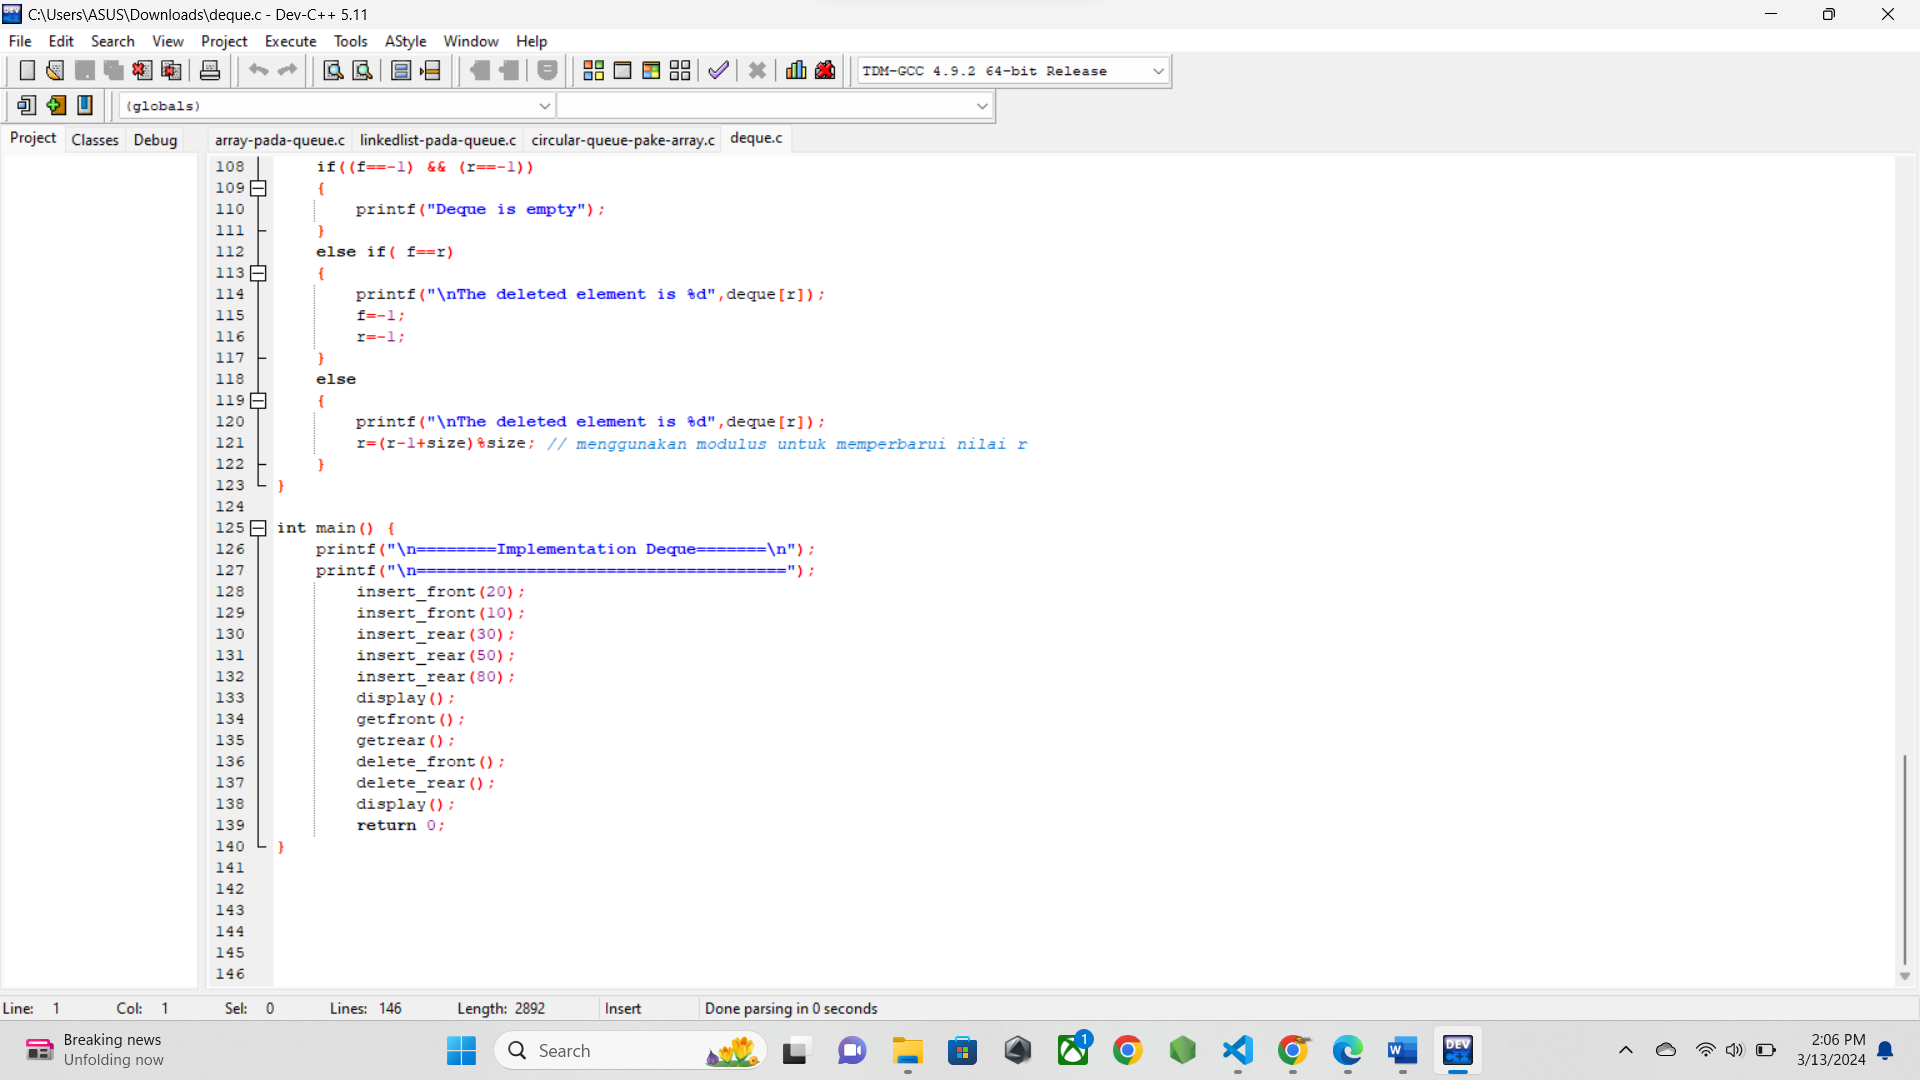 C:\Users\ASUS\Downloads\deque.c - Dev-C++ 5.11
File Edit Search View Project Execute Tools AStyle Window Help
TDM-GCC 4.9.2 64-bit Release
(globals)
Project Classes Debug array-pada-queue.c linkedlist-pada-queue.c circular-queue-pake-array.c deque.c
108 if((f==-1) && (r==-1))
109 {
110 printf("Deque is empty");
111 }
112 else if( f==r)
113 {
114 printf("\nThe deleted element is %d",deque[r]);
115 f=-1;
116 r=-1;
117 }
118 else
119 {
120 printf("\nThe deleted element is %d",deque[r]);
121 r=(r-1+size)%size; // menggunakan modulus untuk memperbarui nilai r
122 }
123 }
124
125 int main() {
126 printf("\n========Implementation Deque=======\n");
127 printf("\n=====================================");
128 insert_front(20);
129 insert_front(10);
130 insert_rear(30);
131 insert_rear(50);
132 insert_rear(80);
133 display();
134 getfront();
135 getrear();
136 delete_front();
137 delete_rear();
138 display();
139 return 0;
140 }
141
142
143
144
145
146
Line: 1 Col: 1 Sel: 0 Lines: 146 Length: 2892 Insert Done parsing in 0 seconds
Breaking news
Unfolding now
Search
1
DEV C++
2:06 PM
3/13/2024